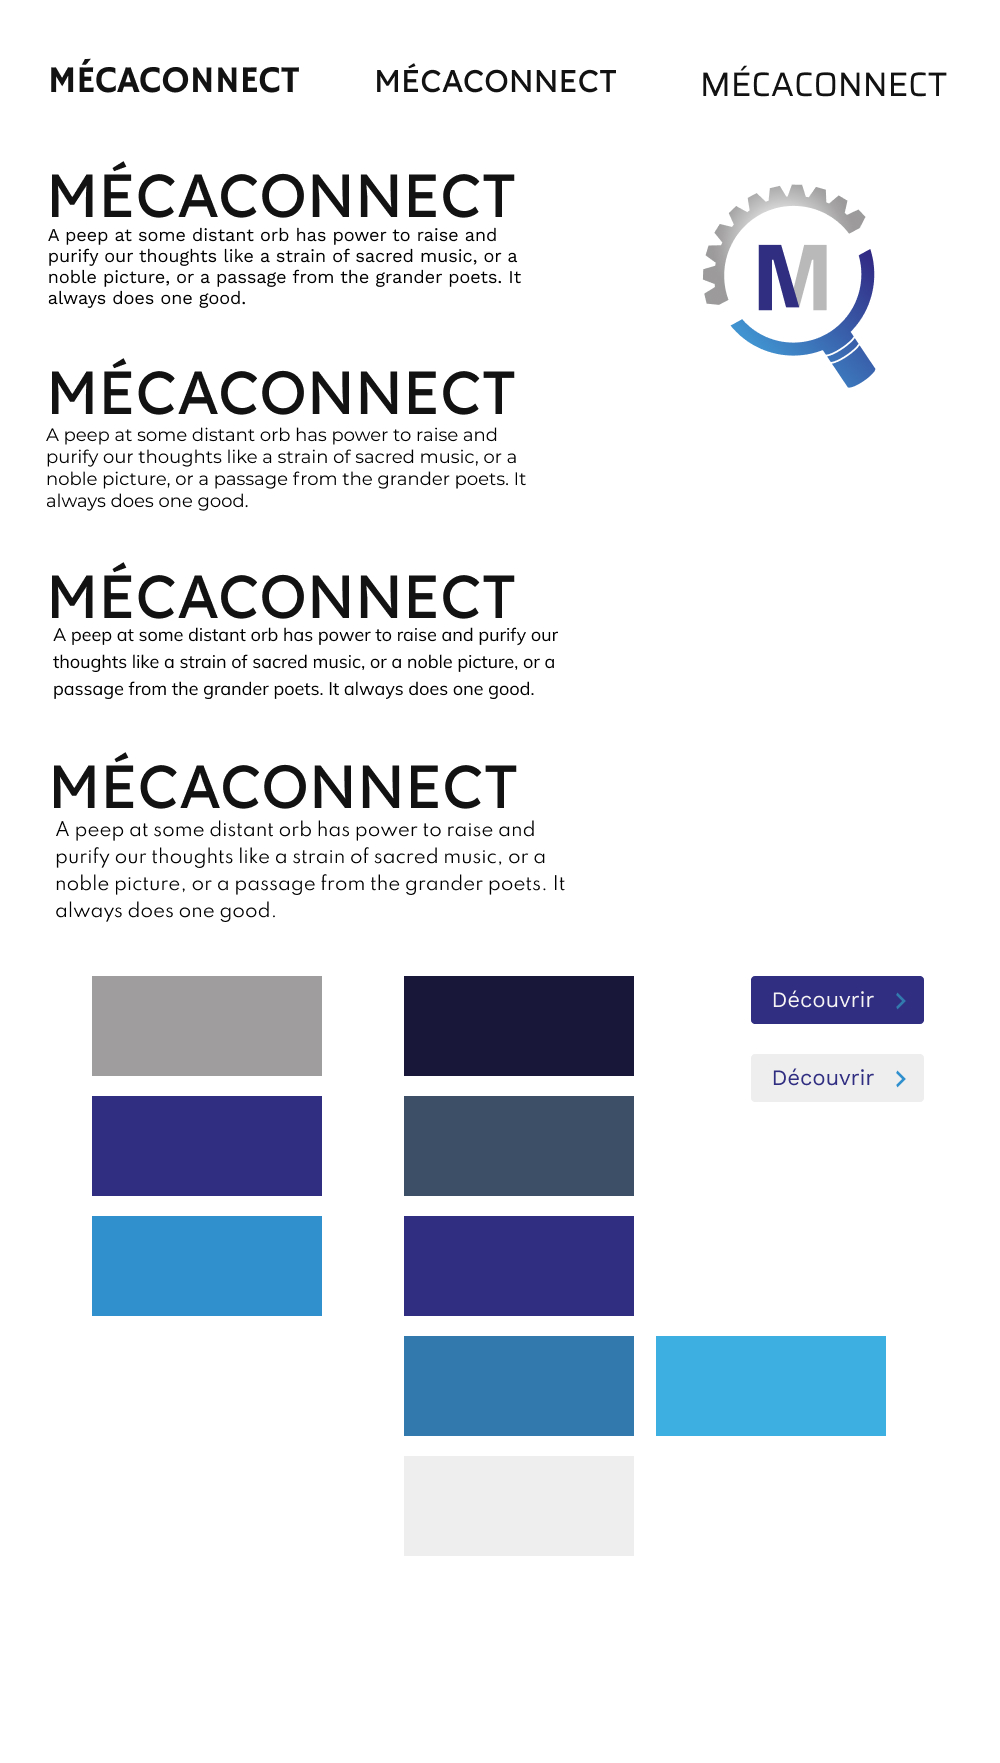 MÉCACONNECT
MÉCACONNECT
MÉCACONNECT
MÉCACONNECT
A peep at some distant orb has power to raise and
purify our thoughts like a strain of sacred music, or a
noble picture, or a passage from the grander poets. It
always does one good.
M
MÉCACONNECT
A peep at some distant orb has power to raise and
purify our thoughts like a strain of sacred music, or a
noble picture, or a passage from the grander poets. It
always does one good.
MÉCACONNECT
A peep at some distant orb has power to raise and purify our
thoughts like a strain of sacred music, or a noble picture, or a
passage from the grander poets. It always does one good.
MÉCACONNECT
A peep at some distant orb has power to raise and
purify our thoughts like a strain of sacred music, or a
noble picture, or a passage from the grander poets. It
always does one good.
Découvrir
Découvrir